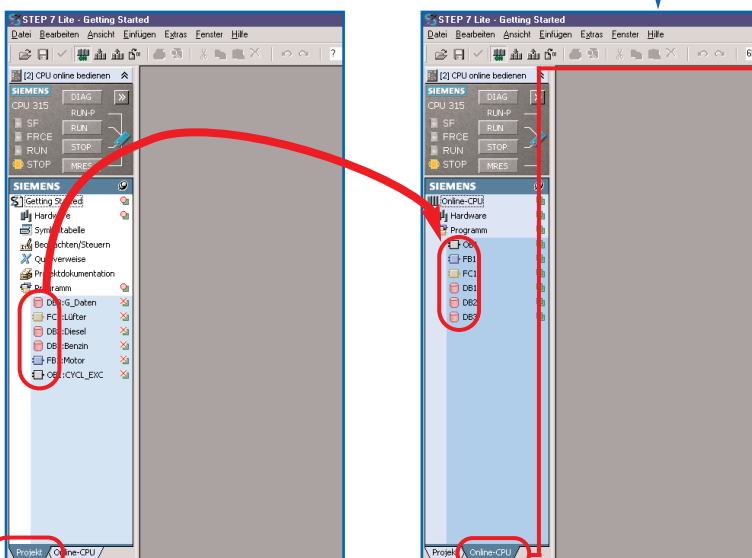 STEP 7 Lite - Getting Started
Datei Bearbeiten Ansicht Einfügen Extras Fenster Hilfe
?
[2] CPU online bedienen
SIEMENS
CPU 315
DIAG
RUN-P
SF
RUN
FRCE
RUN
STOP
STOP
MRES
SIEMENS
Getting Started
Hardware
Symboltabelle
Beobachten/Steuern
Querverweise
Projektdokumentation
Programm
:G_Daten
:Lüfter
:Diesel
:Benzin
:Motor
:CYCL_EXC
Projekt
Online-CPU
STEP 7 Lite - Getting Started
Datei Bearbeiten Ansicht Einfügen Extras Fenster Hilfe
[2] CPU online bedienen
SIEMENS
CPU 315
DIAG
RUN-P
SF
RUN
FRCE
RUN
STOP
STOP
MRES
SIEMENS
Online-CPU
Hardware
Programm
OB1
FB1
FC1
DB1
DB2
DB3
Projekt
Online-CPU